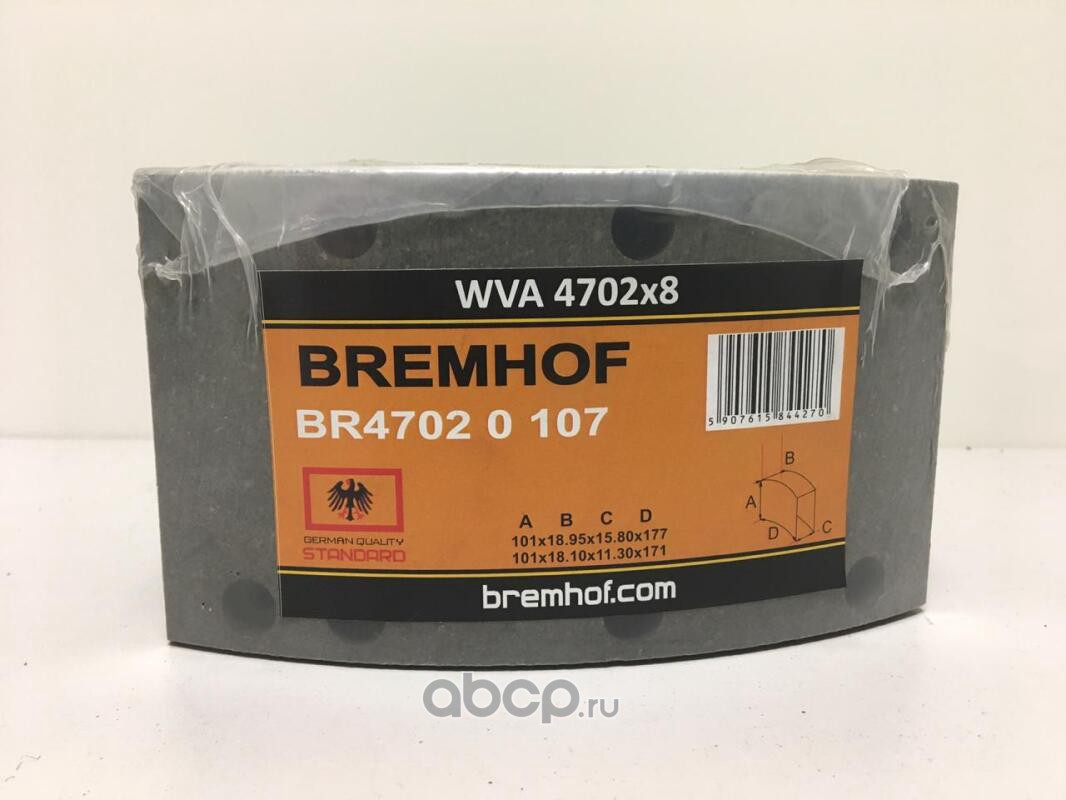 WVA 4702x8
BREMHOF
BR4702 0 107
5 907615 844270
GERMAN QUALITY
STANDARD
A B C D
101x18.95x15.80x177
101x18.10x11.30x171
B
A
C
D
bremhof.com
abcp.ru